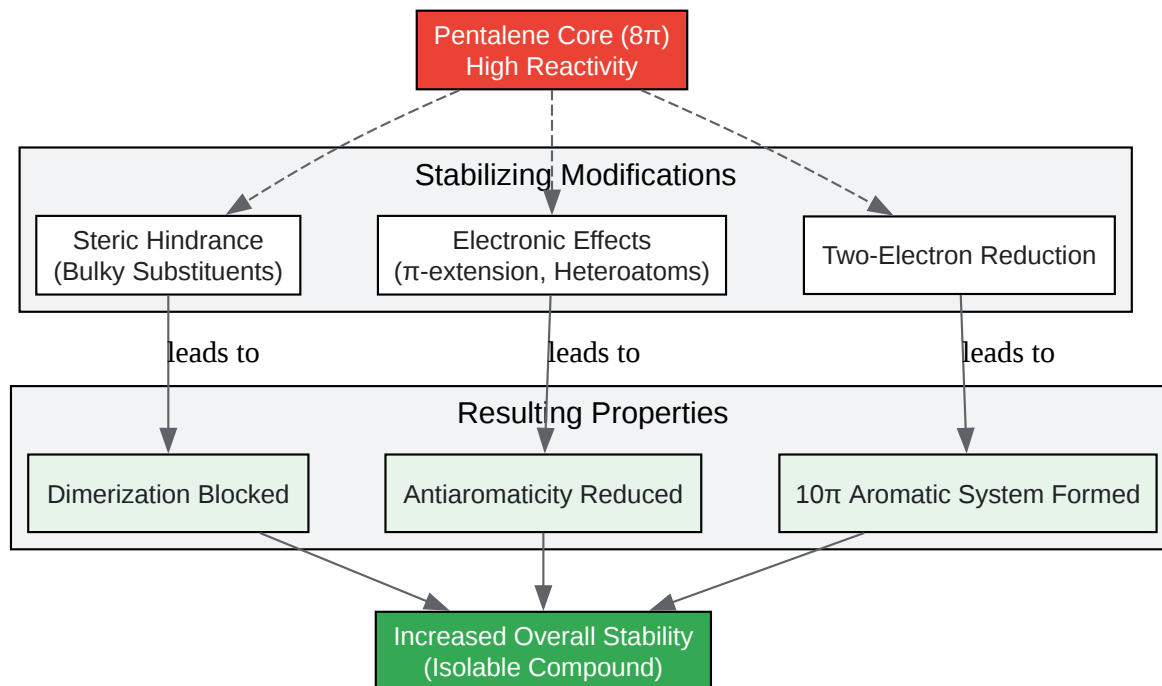 Pentalene Core (8π)
High Reactivity
Stabilizing Modifications
Steric Hindrance
(Bulky Substituents)
Electronic Effects
(π-extension, Heteroatoms)
Two-Electron Reduction
leads to
leads to
leads to
Resulting Properties
Dimerization Blocked
Antiaromaticity Reduced
10π Aromatic System Formed
Increased Overall Stability
(Isolable Compound)